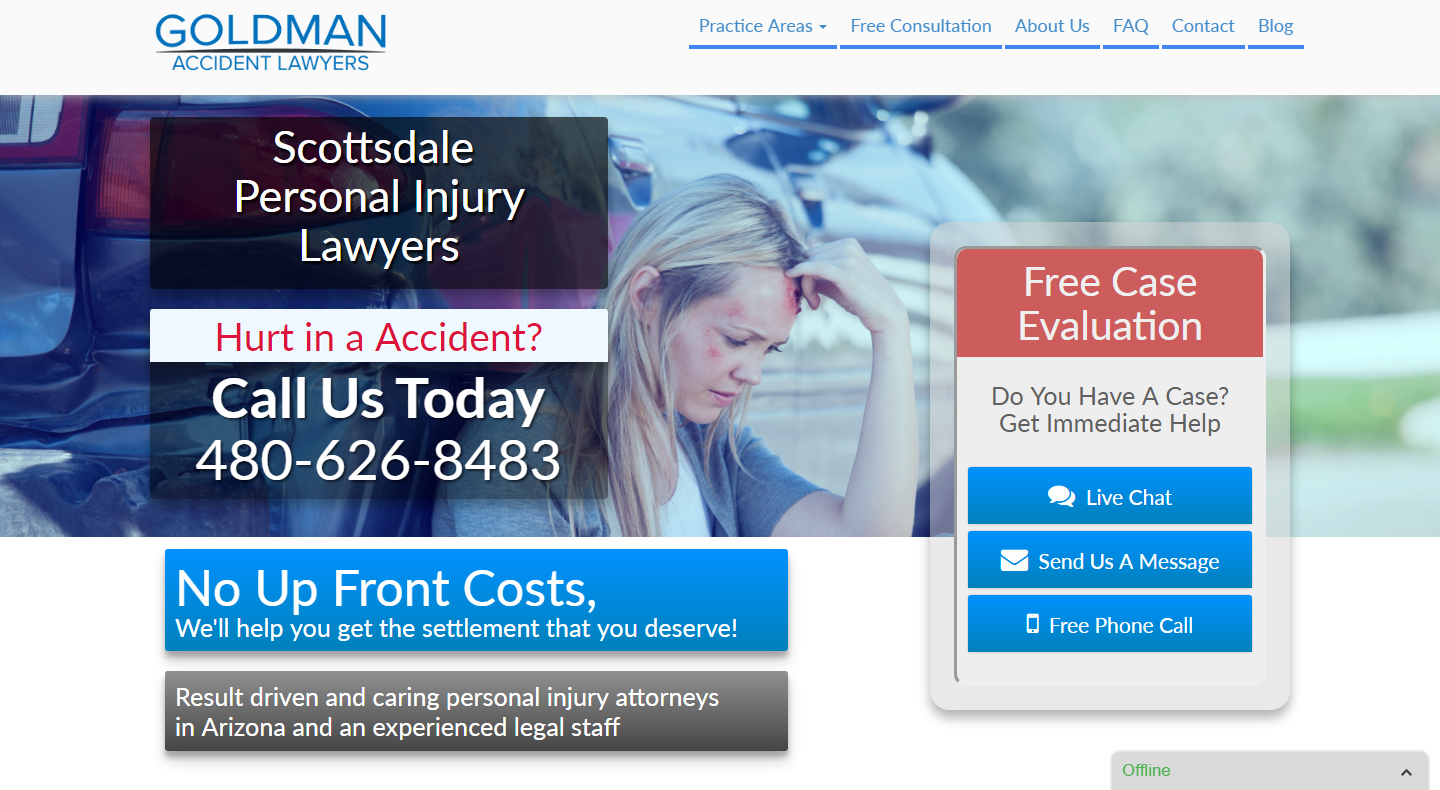 GOLDMAN
ACCIDENT LAWYERS
Practice Areas
Free Consultation
About Us
FAQ
Contact
Blog
Scottsdale
Personal Injury
Lawyers
Hurt in a Accident?
Call Us Today
480-626-8483
Free Case
Evaluation
Do You Have A Case?
Get Immediate Help
Live Chat
Send Us A Message
Free Phone Call
No Up Front Costs,
We'll help you get the settlement that you deserve!
Result driven and caring personal injury attorneys
in Arizona and an experienced legal staff
Offline